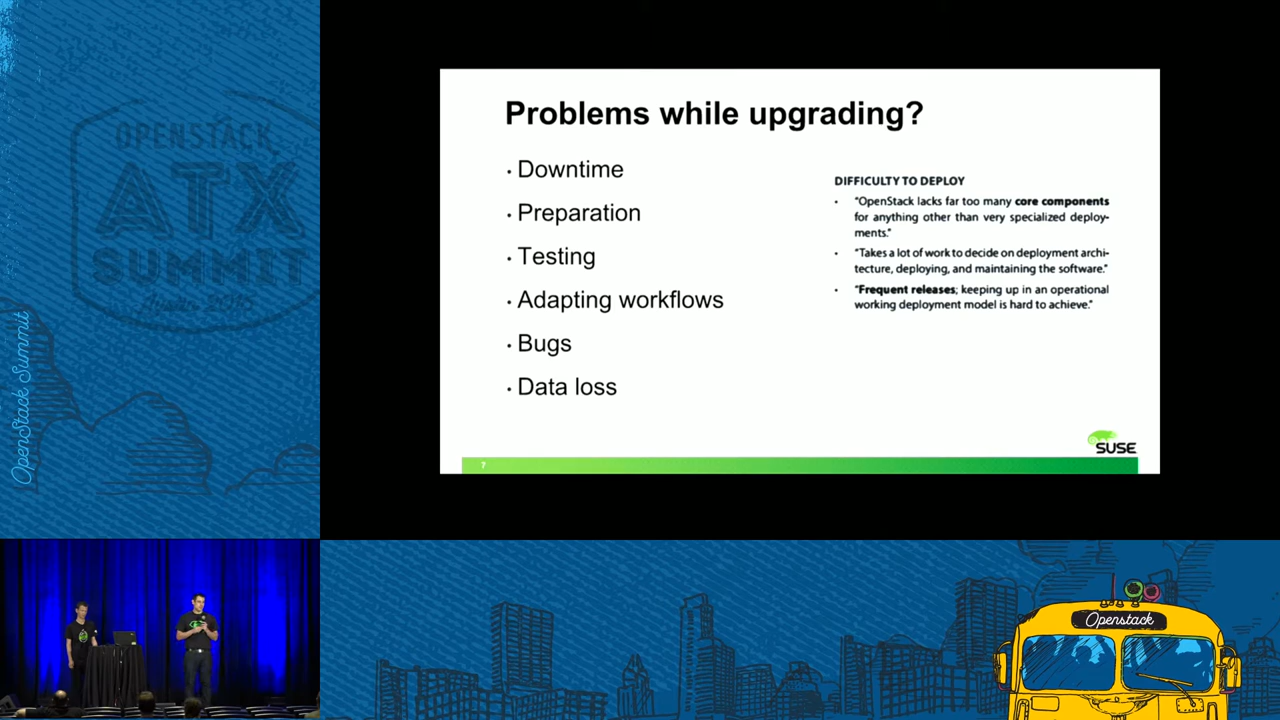 OPENSTACK
ATX
SUMMIT
OpenStack Summit
Problems while upgrading?
• Downtime
• Preparation
• Testing
• Adapting workflows
• Bugs
• Data loss
DIFFICULTY TO DEPLOY
• "OpenStack lacks far too many core components
for anything other than very specialized deploy-
ments."
• "Takes a lot of work to decide on deployment archi-
tecture, deploying, and maintaining the software."
• "Frequent releases; keeping up in an operational
working deployment model is hard to achieve."
SUSE
7
Openstack